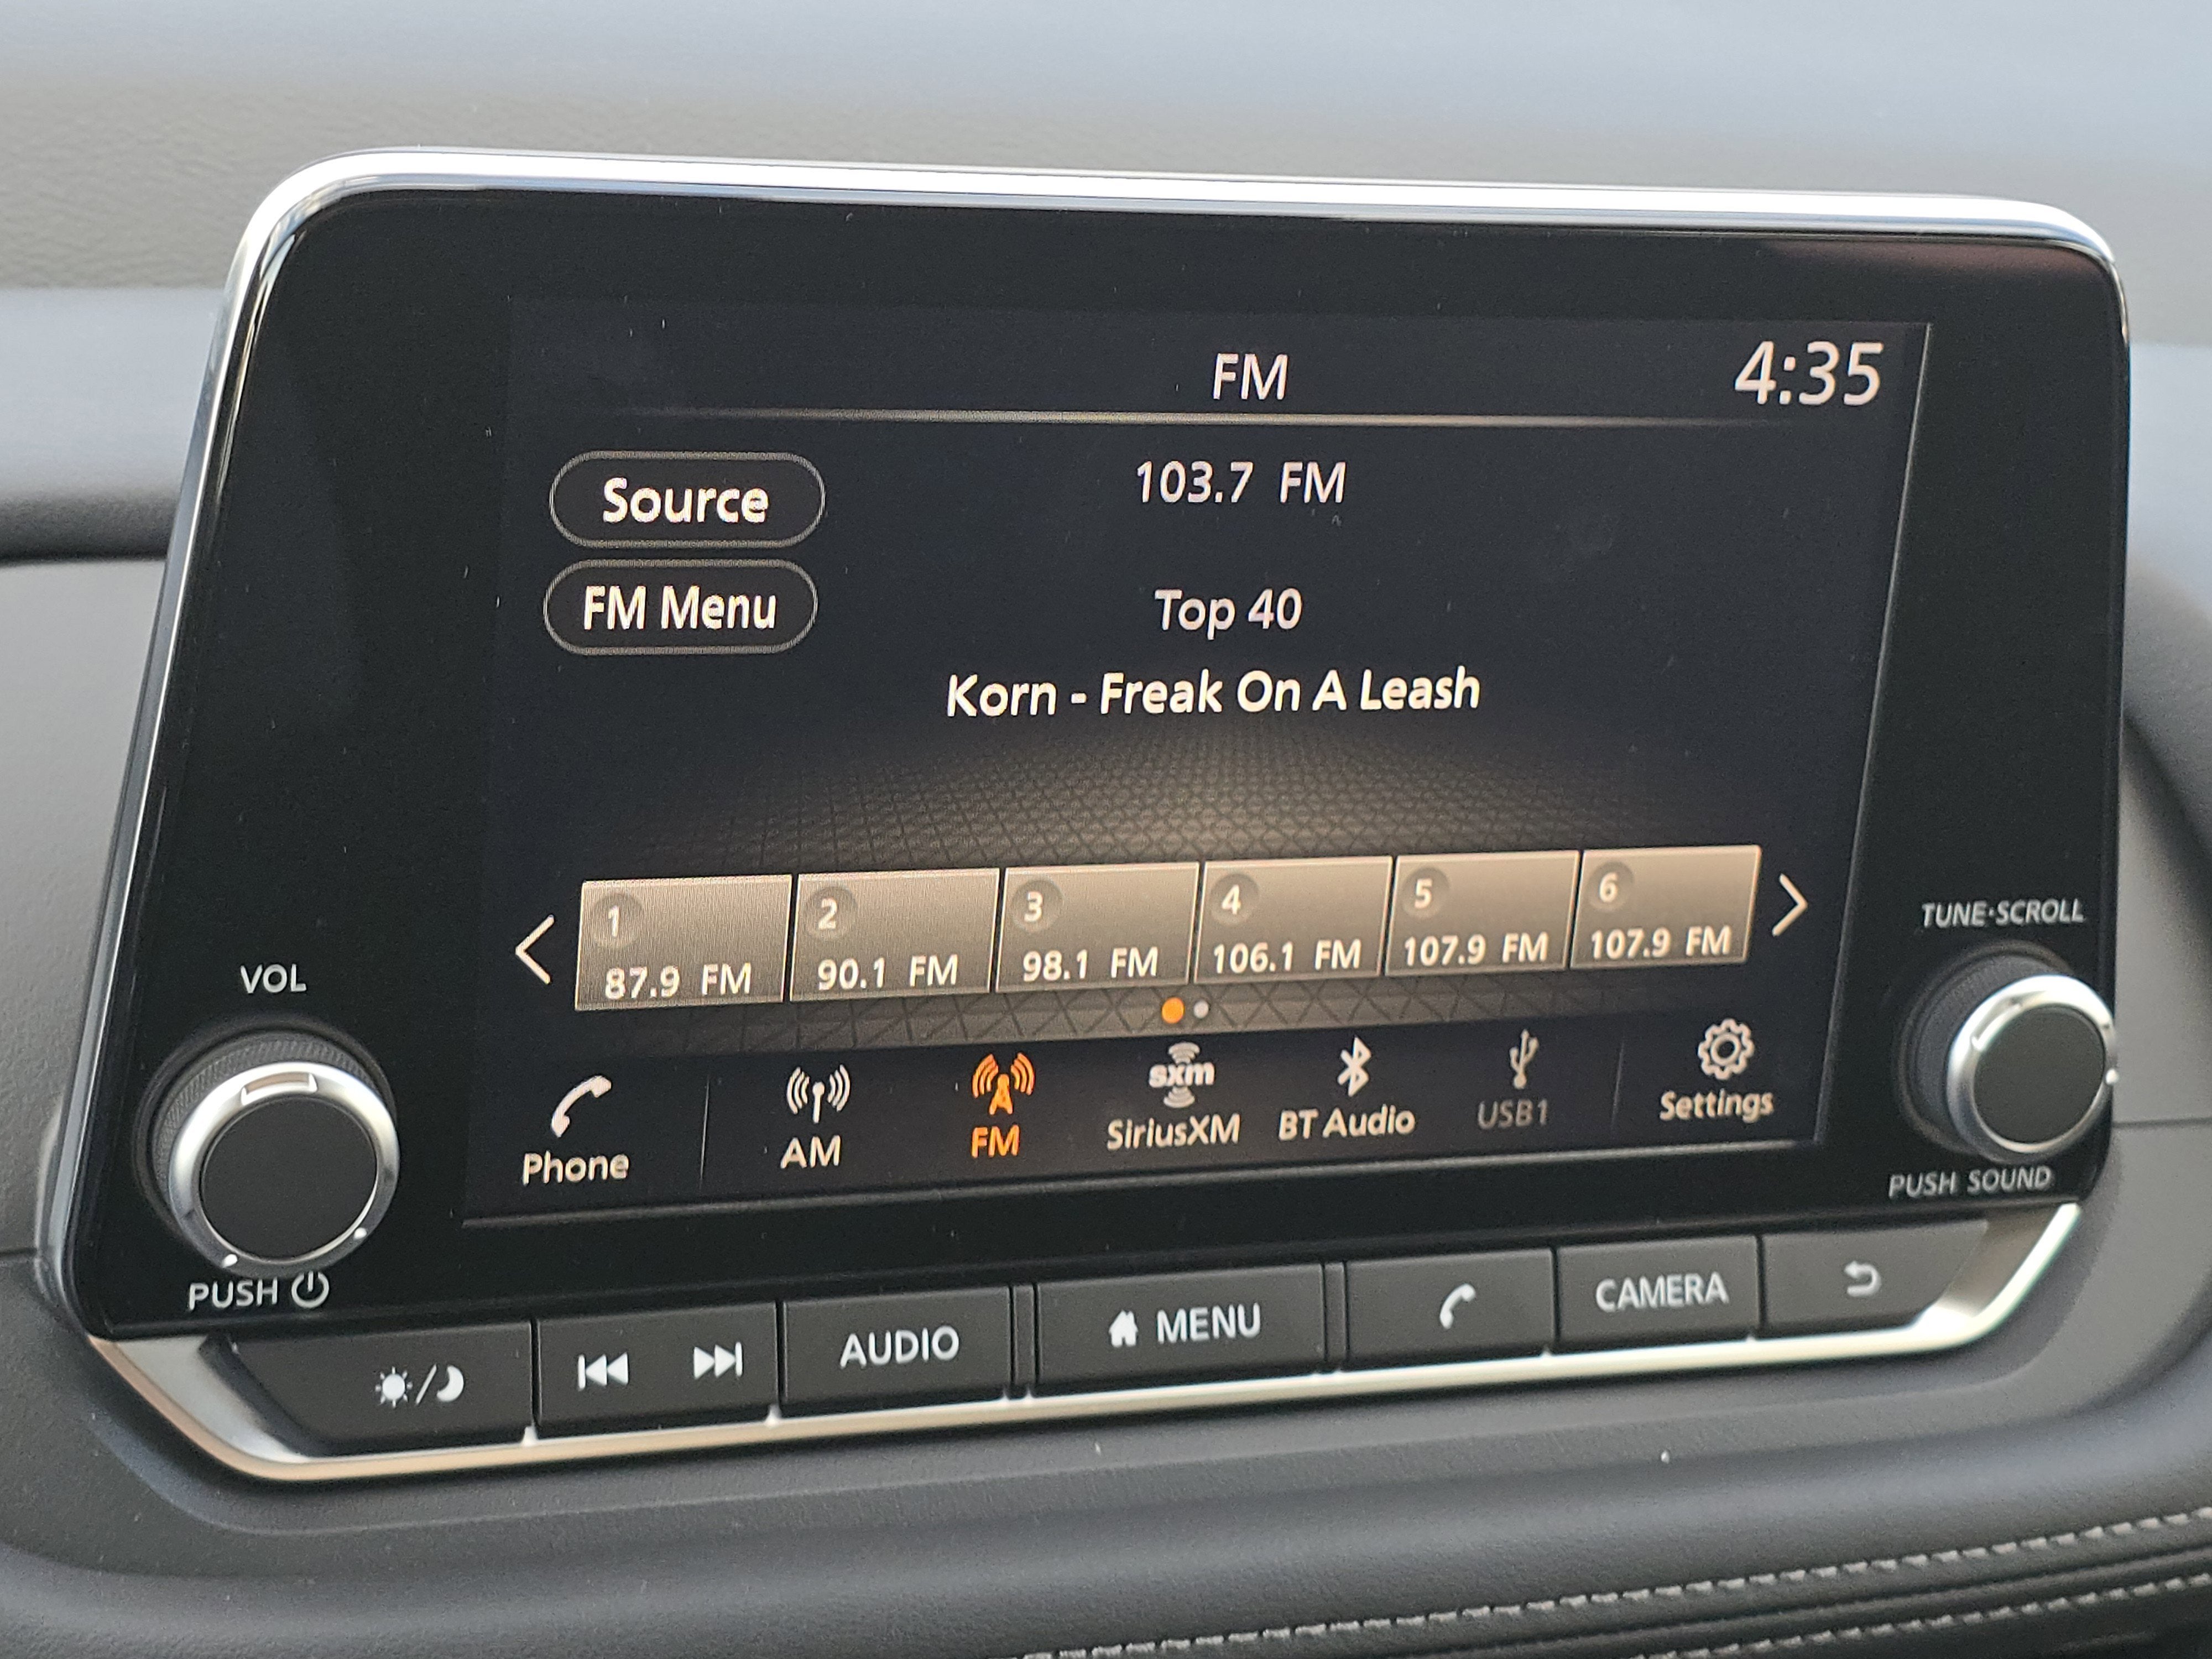 FM 4:35
Source 103.7 FM
FM Menu Top 40
Korn - Freak On A Leash
1 2 3 4 5 6
87.9 FM 90.1 FM 98.1 FM 106.1 FM 107.9 FM 107.9 FM
TUNE·SCROLL
VOL
sxm
Phone AM FM SiriusXM BT Audio USB1 Settings
PUSH SOUND
PUSH
AUDIO MENU CAMERA